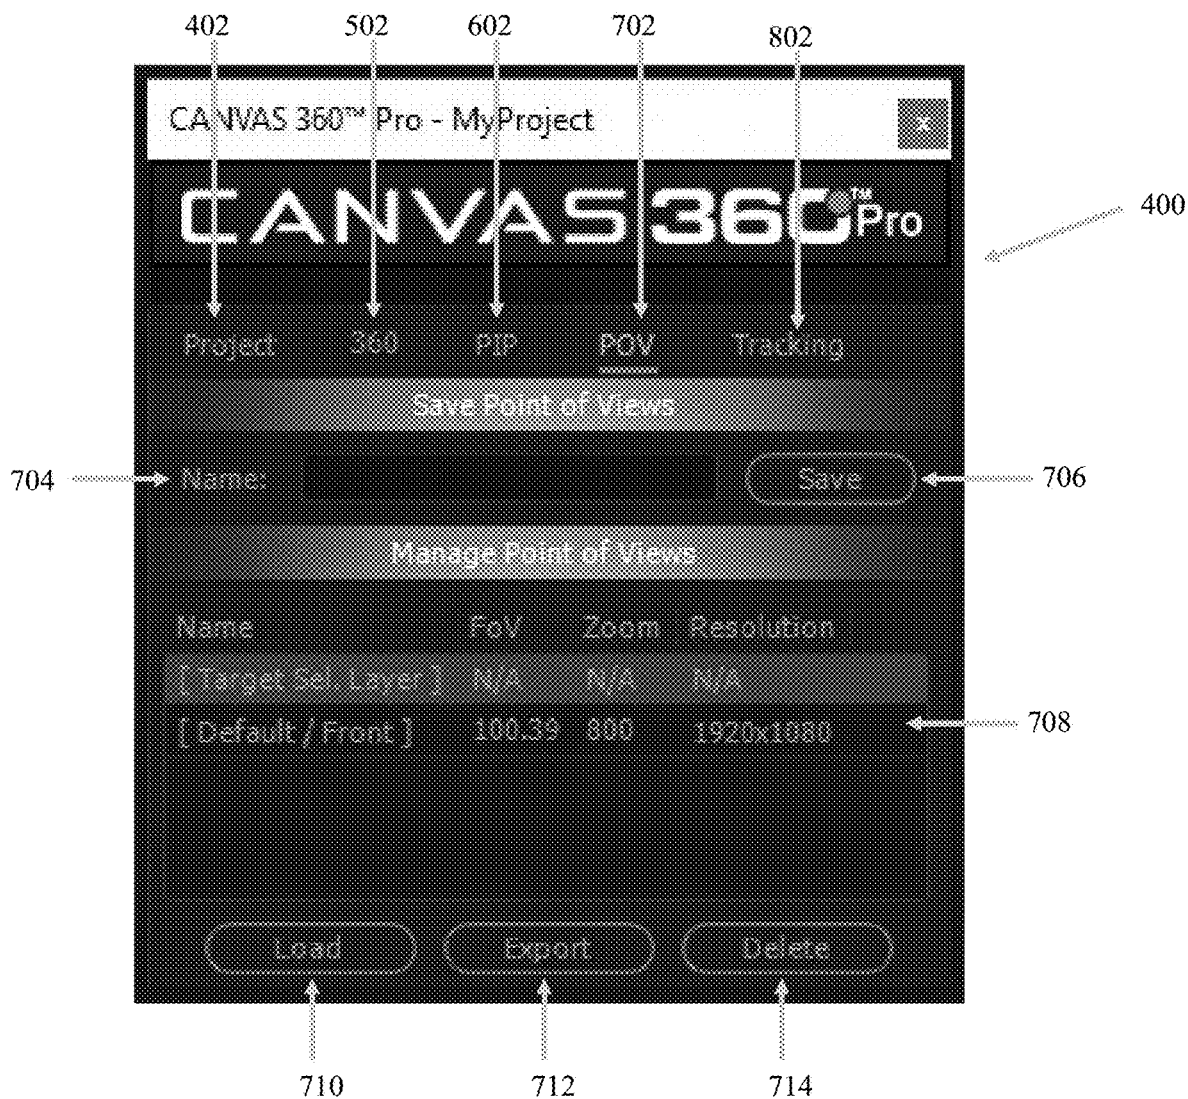 402 502 602 702 802
CANVAS 360™ Pro - MyProject x
CANVAS 360™ Pro
400
Project 360 PIP POV Tracking
Save Point of Views
704 Name: Save 706
Manage Point of Views
Name FoV Zoom Resolution
[ Target Sel. Layer ] N/A N/A N/A
[ Default / Front ] 100.39 800 1920x1080 708
Load Export Delete
710 712 714